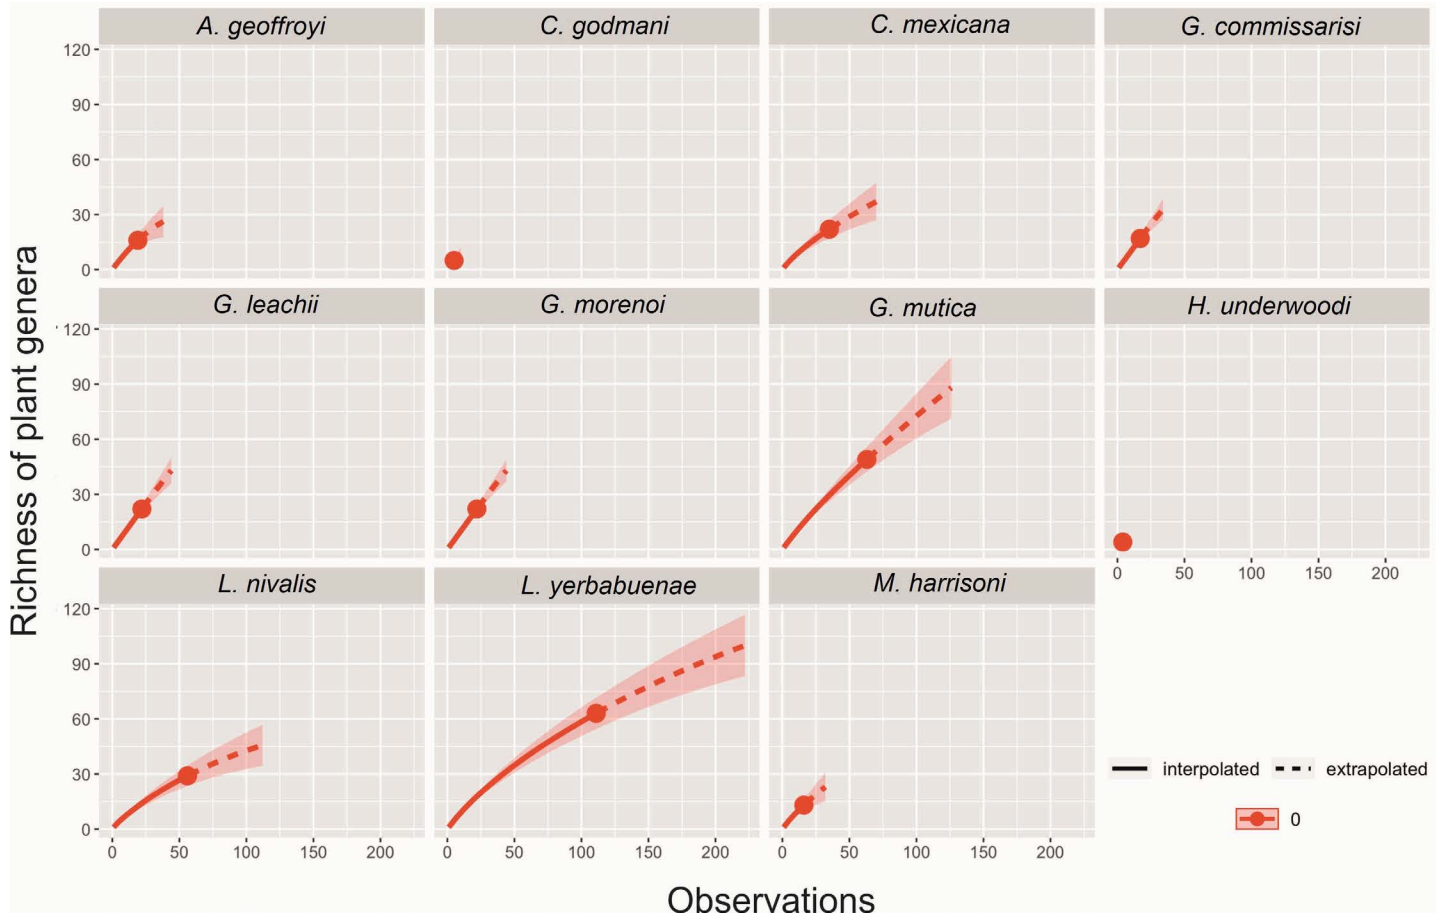 A. geoffroyi C. godmani C. mexicana G. commissarisi
120
90
60
30
0
G. leachii G. morenoi G. mutica H. underwoodi
120
90
60
30
0
0 50 100 150 200
L. nivalis L. yerbabuenae M. harrisoni
120
90
60
30
0
0 50 100 150 200 0 50 100 150 200 0 50 100 150 200
Richness of plant genera
Observations
interpolated extrapolated
0